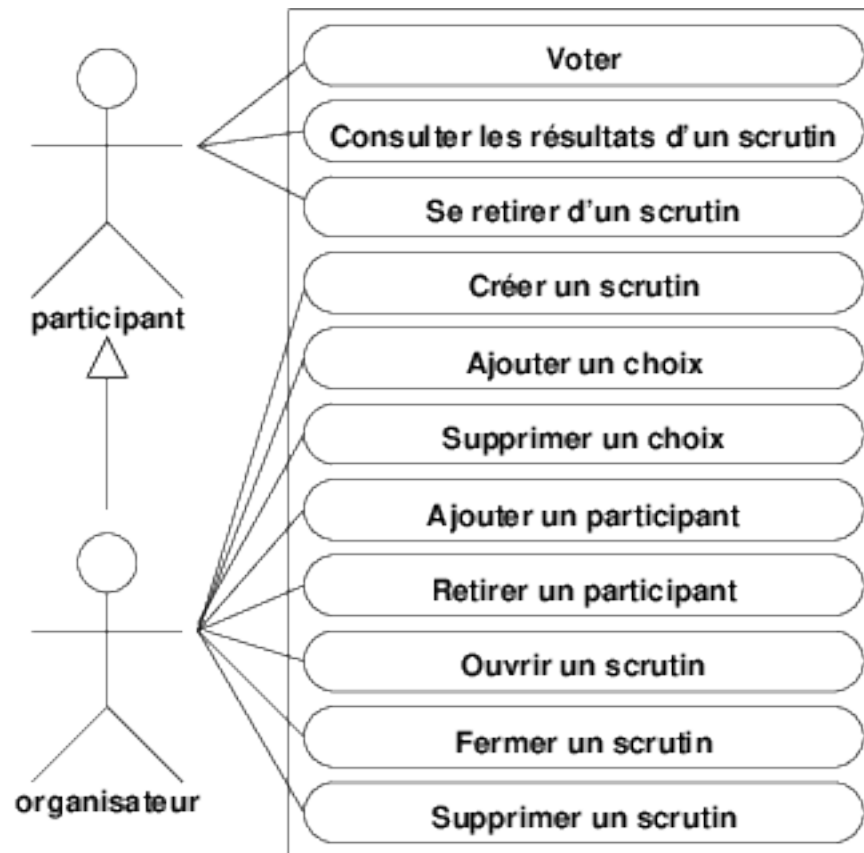 Voter
Consulter les résultats d'un scrutin
Se retirer d'un scrutin
Créer un scrutin
participant
Ajouter un choix
Supprimer un choix
Ajouter un participant
Retirer un participant
Ouvrir un scrutin
Fermer un scrutin
organisateur
Supprimer un scrutin